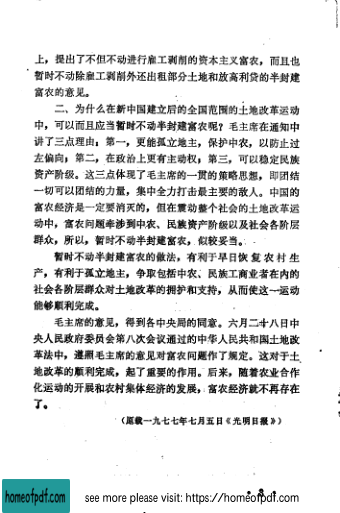 上，提出了不但不动进行雇工剥削的资本主义富农，而且也
暂时不动除雇工剥削外还出租部分土地和放高利贷的半封建
富农的意见。
二、为什么在新中国建立后的全国范围的土地改革运动
中，可以而且应当暂时不动半封建富农呢？毛主席在通知中
讲了三点理由：第一，更能孤立地主，保护中农，以防止过
左偏向；第二，在政治上更有主动权；第三，可以稳定民族
资产阶级。这三点体现了毛主席的一贯的策略思想，即团结
一切可以团结的力量，集中全力打击最主要的敌人。中国的
富农经济是一定要消灭的，但在震动整个社会的土地改革运
动中，富农问题牵涉到中农、民族资产阶级以及社会各阶层
群众，所以，暂时不动半封建富农，似较妥当。
暂时不动半封建富农的做法，有利于早日恢复农村生
产，有利于孤立地主，争取包括中农、民族工商业者在内的
社会各阶层群众对土地改革的拥护和支持，从而使这一运动
能够顺利完成。
毛主席的意见，得到各中央局的同意。六月二十八日中
央人民政府委员会第八次会议通过的中华人民共和国土地改
革法中，遵照毛主席的意见对富农问题作了规定。这对于土
地改革的顺利完成，起了重要的作用。后来，随着农业合作
化运动的开展和农村集体经济的发展，富农经济就不再存在
了。
（原载一九七七年七月五日《光明日报》）
homeofpdf.com
see more please visit: https://homeofpdf.com